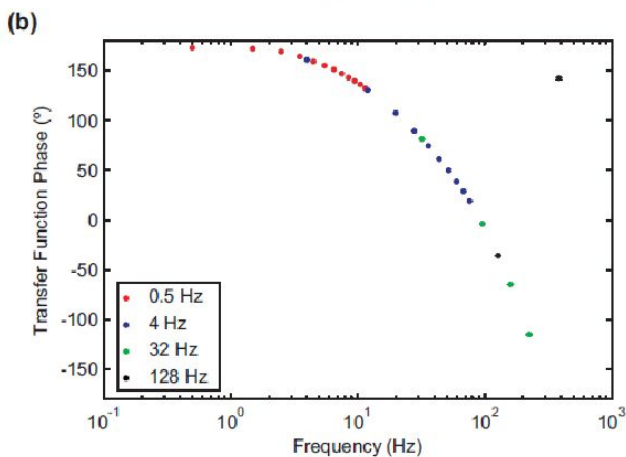 (b)
Transfer Function Phase (º)
150
100
50
0
-50
-100
-150
0.5 Hz
4 Hz
32 Hz
128 Hz
10⁻¹ 10⁰ 10¹ 10² 10³
Frequency (Hz)